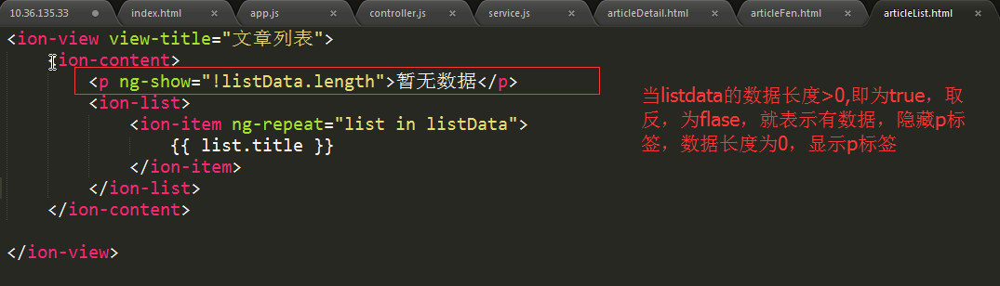 10.36.135.33 index.html app.js controller.js service.js articleDetail.html articleFen.html articleList.html
<ion-view view-title="文章列表">
<ion-content>
<p ng-show="!listData.length">暂无数据</p>
<ion-list>
<ion-item ng-repeat="list in listData">
{{ list.title }}
</ion-item>
</ion-list>
</ion-content>
</ion-view>
当listdata的数据长度>0,即为true，取
反，为flase，就表示有数据，隐藏p标
签，数据长度为0，显示p标签